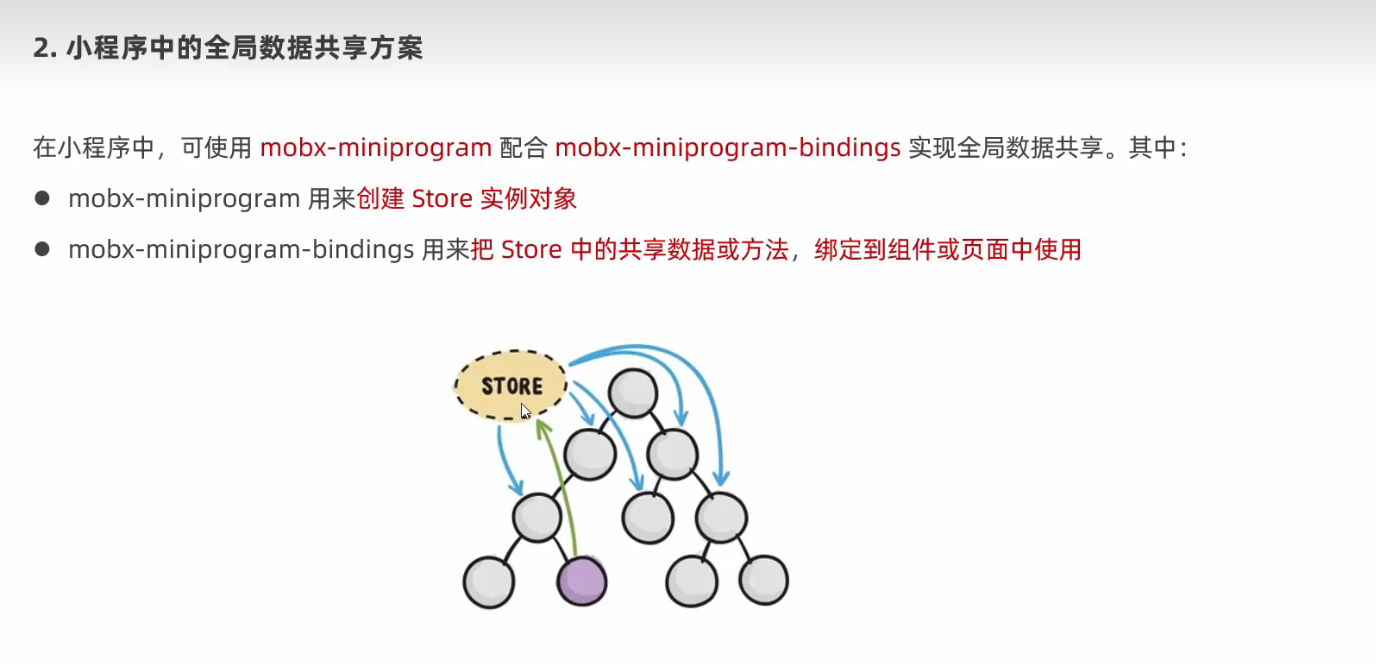 2. 小程序中的全局数据共享方案
在小程序中，可使用 mobx-miniprogram 配合 mobx-miniprogram-bindings 实现全局数据共享。其中：
● mobx-miniprogram 用来创建 Store 实例对象
● mobx-miniprogram-bindings 用来把 Store 中的共享数据或方法，绑定到组件或页面中使用
STORE